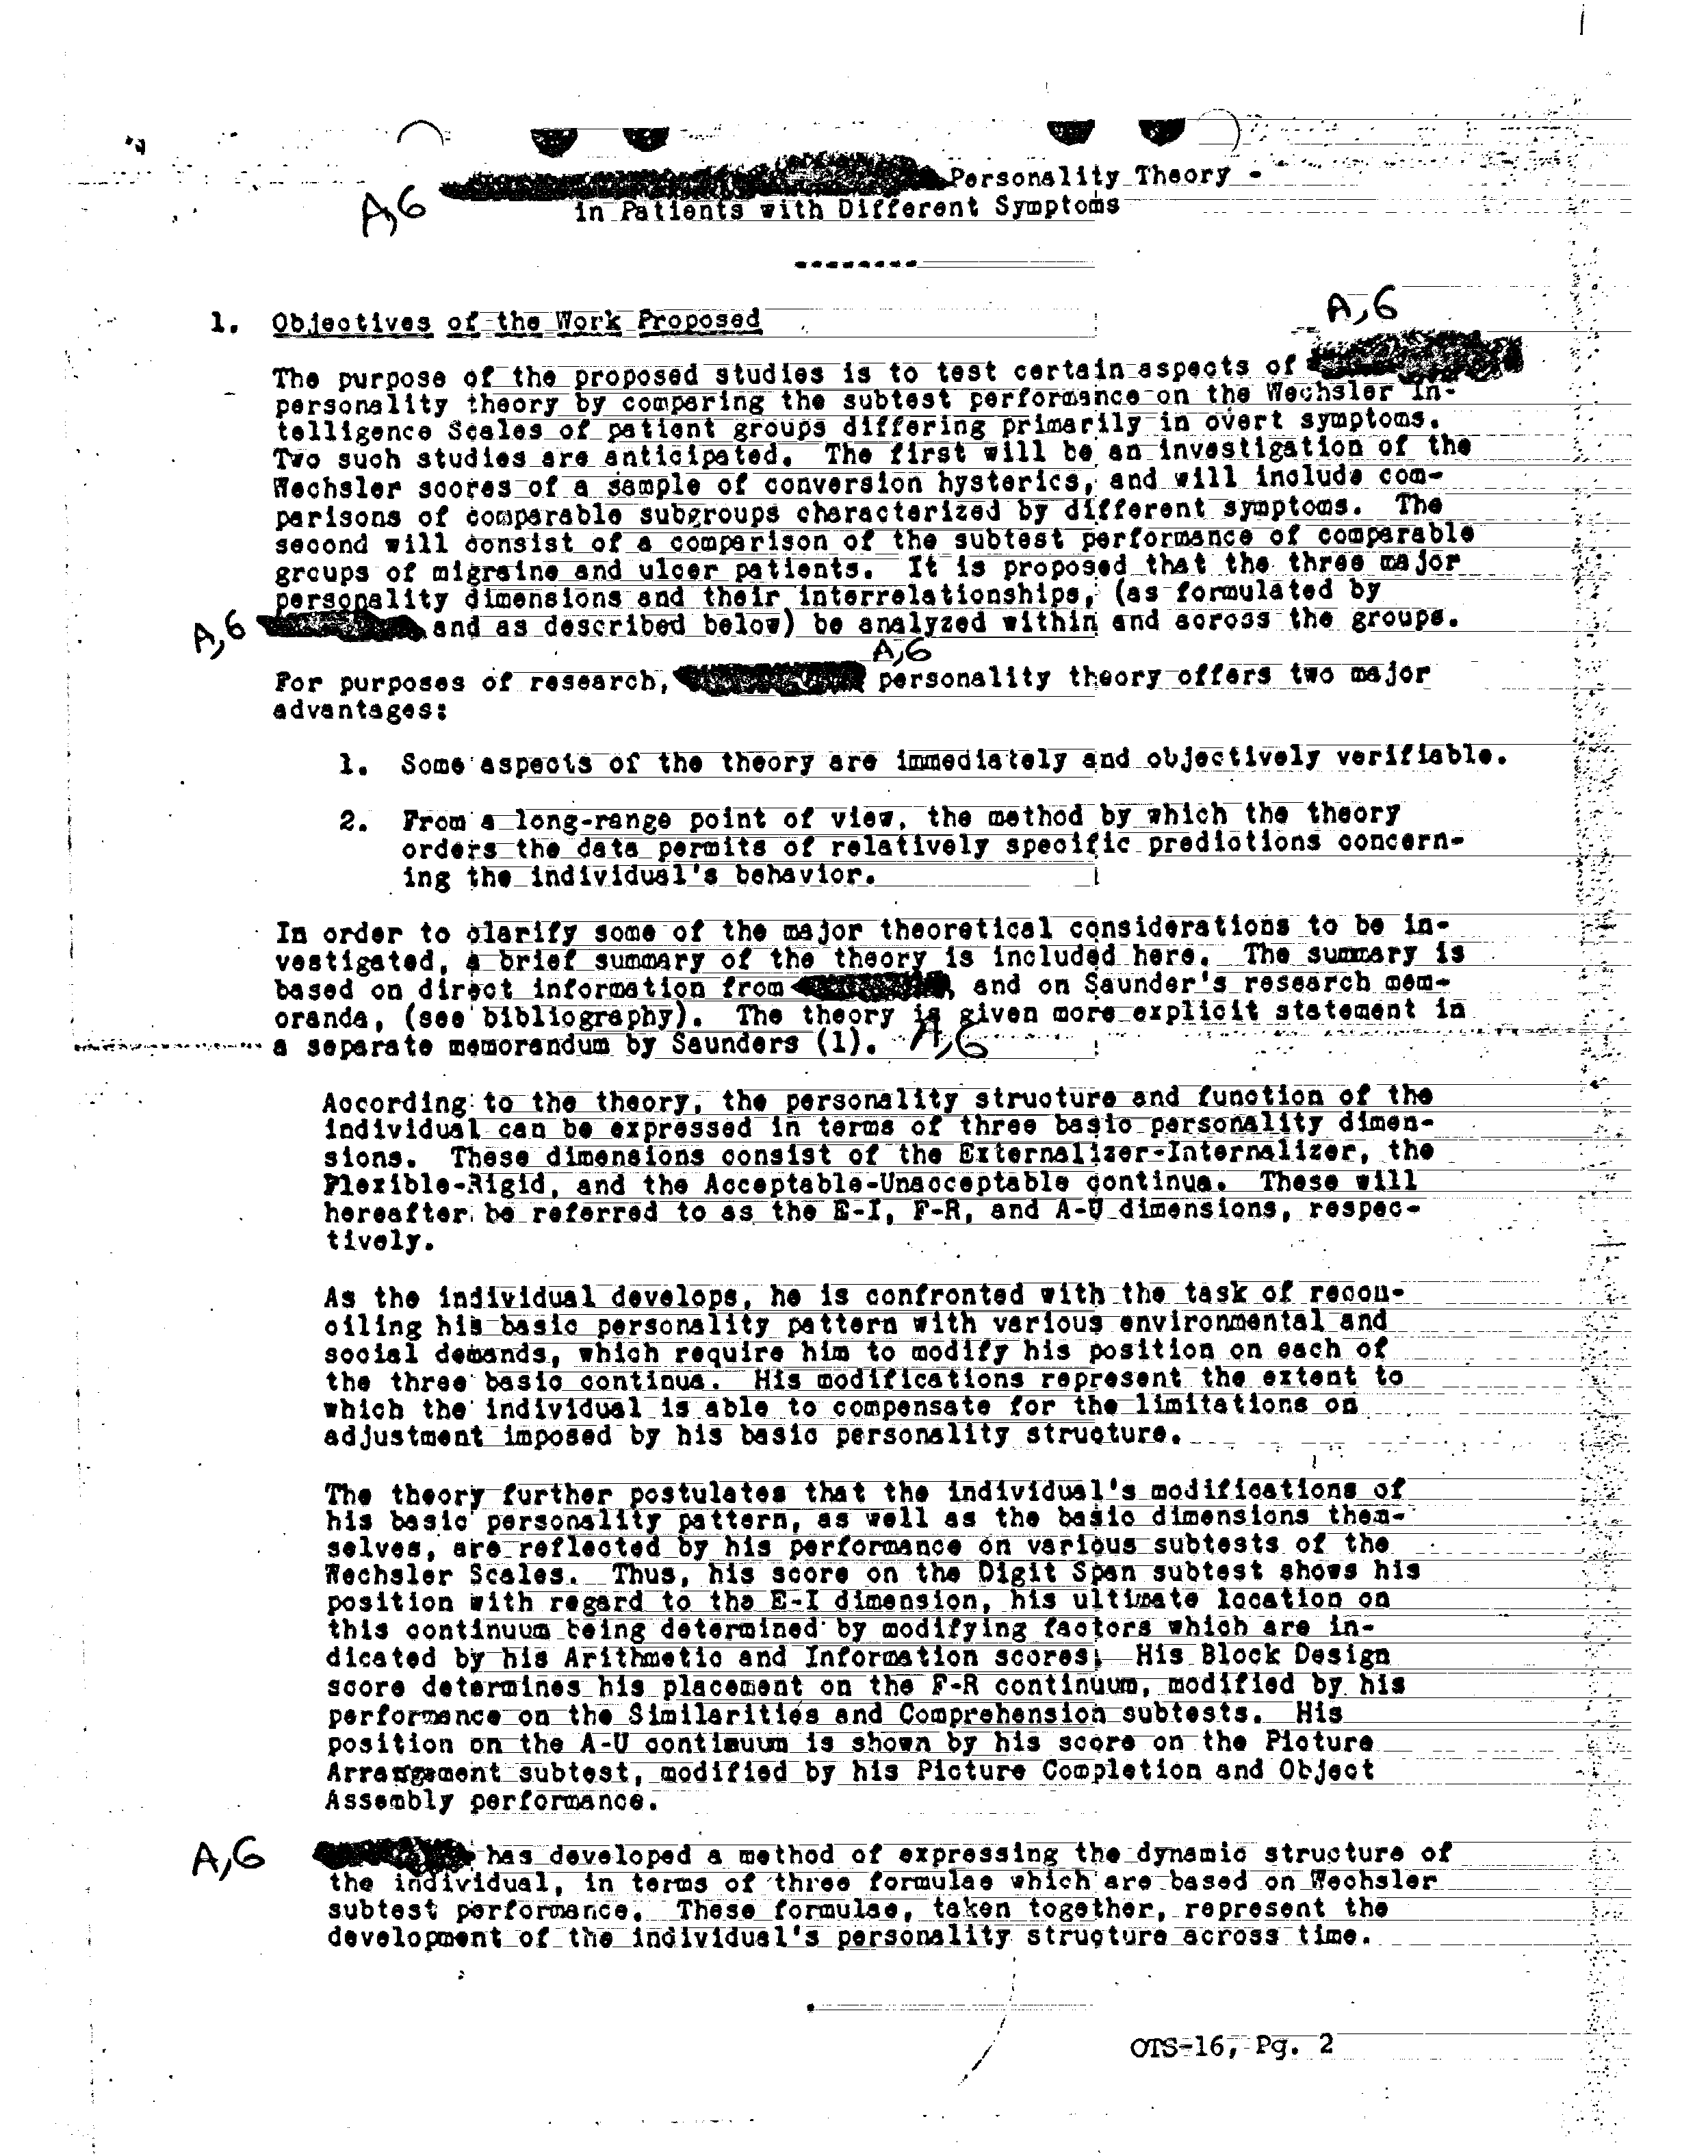 Personality Theory -
A,6
in Patients with Different Symptoms
--------
A,6
1. Objectives of the Work Proposed
The purpose of the proposed studies is to test certain aspects of
personality theory by comparing the subtest performance on the Wechsler In-
telligence Scales of patient groups differing primarily in overt symptoms.
Two such studies are anticipated. The first will be an investigation of the
Wechsler scores of a sample of conversion hysterics, and will include com-
parisons of comparable subgroups characterized by different symptoms. The
second will consist of a comparison of the subtest performance of comparable
groups of migraine and ulcer patients. It is proposed that the three major
personality dimensions and their interrelationships, (as formulated by
A,6 and as described below) be analyzed within and across the groups.
A,6
For purposes of research, personality theory offers two major
advantages:
1. Some aspects of the theory are immediately and objectively verifiable.
2. From a long-range point of view, the method by which the theory
orders the data permits of relatively specific predictions concern-
ing the individual's behavior.
In order to clarify some of the major theoretical considerations to be in-
vestigated, a brief summary of the theory is included here. The summary is
based on direct information from , and on Saunder's research mem-
oranda, (see bibliography). The theory is given more explicit statement in
a separate memorandum by Saunders (1). A,6
According to the theory, the personality structure and function of the
individual can be expressed in terms of three basic personality dimen-
sions. These dimensions consist of the Externalizer-Internalizer, the
Flexible-Rigid, and the Acceptable-Unacceptable continua. These will
hereafter be referred to as the E-I, F-R, and A-U dimensions, respec-
tively.
As the individual develops, he is confronted with the task of recon-
ciling his basic personality pattern with various environmental and
social demands, which require him to modify his position on each of
the three basic continua. His modifications represent the extent to
which the individual is able to compensate for the limitations on
adjustment imposed by his basic personality structure.
The theory further postulates that the individual's modifications of
his basic personality pattern, as well as the basic dimensions them-
selves, are reflected by his performance on various subtests of the
Wechsler Scales. Thus, his score on the Digit Span subtest shows his
position with regard to the E-I dimension, his ultimate location on
this continuum being determined by modifying factors which are in-
dicated by his Arithmetic and Information scores. His Block Design
score determines his placement on the F-R continuum, modified by his
performance on the Similarities and Comprehension subtests. His
position on the A-U continuum is shown by his score on the Picture
Arrangement subtest, modified by his Picture Completion and Object
Assembly performance.
A,6 has developed a method of expressing the dynamic structure of
the individual, in terms of three formulae which are based on Wechsler
subtest performance. These formulae, taken together, represent the
development of the individual's personality structure across time.
OTS-16, Pg. 2